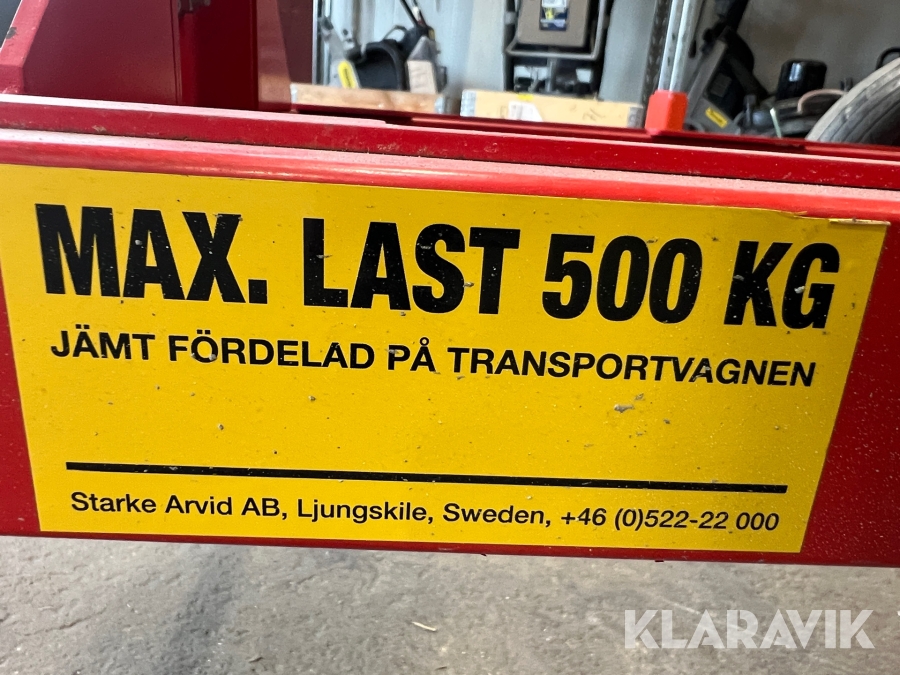 MAX. LAST 500 KG
JÄMT FÖRDELAD PÅ TRANSPORTVAGNEN
Starke Arvid AB, Ljungskile, Sweden, +46 (0)522-22 000
KLARAVIK